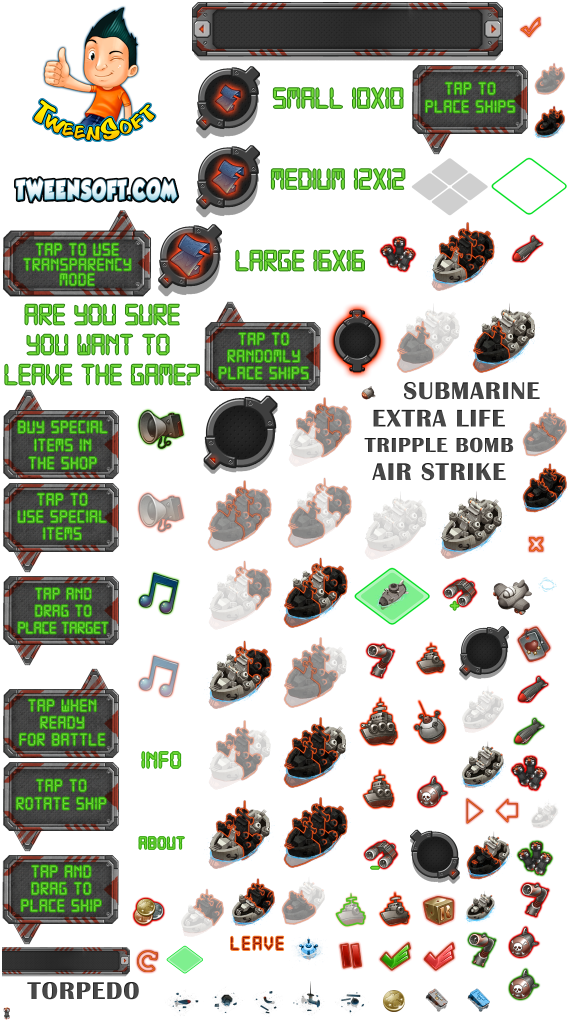 TWEENSOFT
SMALL 10X10
TAP TO
PLACE SHIPS
TWEENSOFT.COM
MEDIUM 12X12
TAP TO USE
TRANSPARENCY
MODE
LARGE 16X16
ARE YOU SURE
YOU WANT TO
LEAVE THE GAME?
TAP TO
RANDOMLY
PLACE SHIPS
SUBMARINE
EXTRA LIFE
TRIPPLE BOMB
AIR STRIKE
BUY SPECIAL
ITEMS IN
THE SHOP
TAP TO
USE SPECIAL
ITEMS
TAP AND
DRAG TO
PLACE TARGET
TAP WHEN
READY
FOR BATTLE
INFO
TAP TO
ROTATE SHIP
ABOUT
TAP AND
DRAG TO
PLACE SHIP
LEAVE
TORPEDO